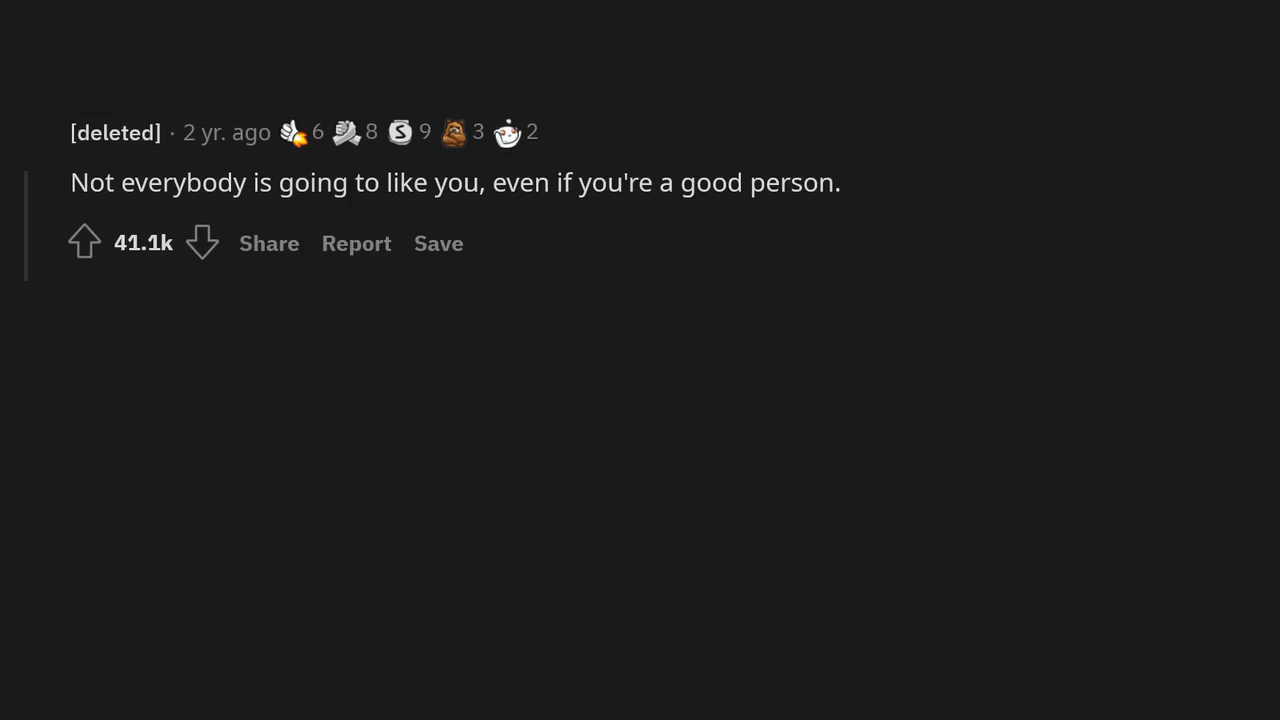 [deleted] · 2 yr. ago 6 8 S 9 3 2
Not everybody is going to like you, even if you're a good person.
41.1k Share Report Save